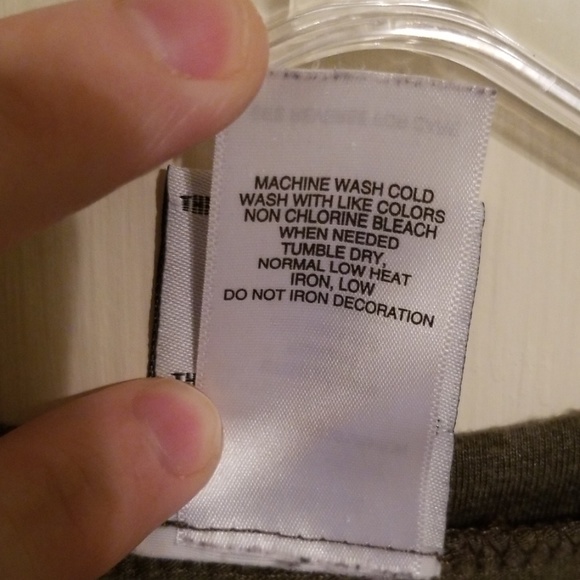 MACHINE WASH COLD
WASH WITH LIKE COLORS
NON CHLORINE BLEACH
WHEN NEEDED
TUMBLE DRY,
NORMAL LOW HEAT
IRON, LOW
DO NOT IRON DECORATION